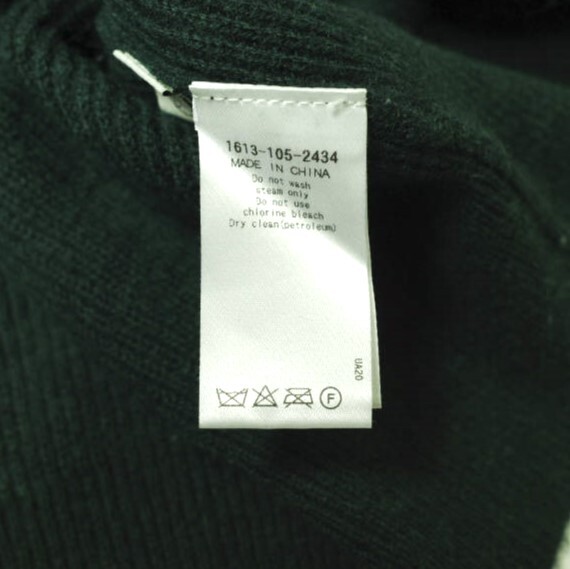 1613-105-2434
MADE IN CHINA
Do not wash
steam only
Do not use
chlorine bleach
Dry clean(petroleum)
UA20
F